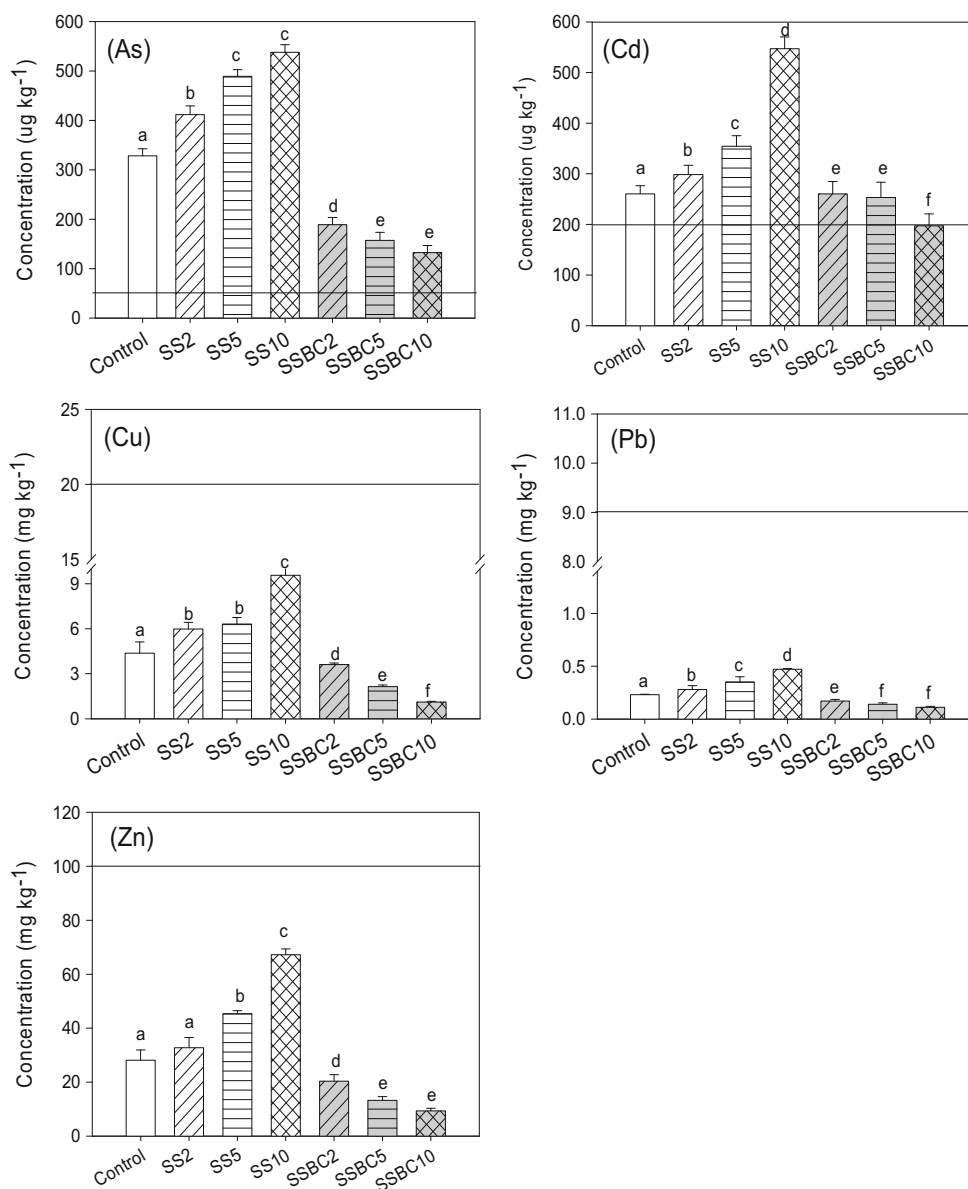 600
500
400
300
200
100
0
Concentration (ug kg-1)
(As)
a
b
c
c
d
e
e
Control
SS2
SS5
SS10
SSBC2
SSBC5
SSBC10
600
500
400
300
200
100
0
Concentration (ug kg-1)
(Cd)
a
b
c
d
e
e
f
Control
SS2
SS5
SS10
SSBC2
SSBC5
SSBC10
25
20
15
9
6
3
0
Concentration (mg kg-1)
(Cu)
a
b
b
c
d
e
f
Control
SS2
SS5
SS10
SSBC2
SSBC5
SSBC10
11.0
10.0
9.0
8.0
1.0
0.5
0.0
Concentration (mg kg-1)
(Pb)
a
b
c
d
e
f
f
Control
SS2
SS5
SS10
SSBC2
SSBC5
SSBC10
120
100
80
60
40
20
0
Concentration (mg kg-1)
(Zn)
a
a
b
c
d
e
e
Control
SS2
SS5
SS10
SSBC2
SSBC5
SSBC10